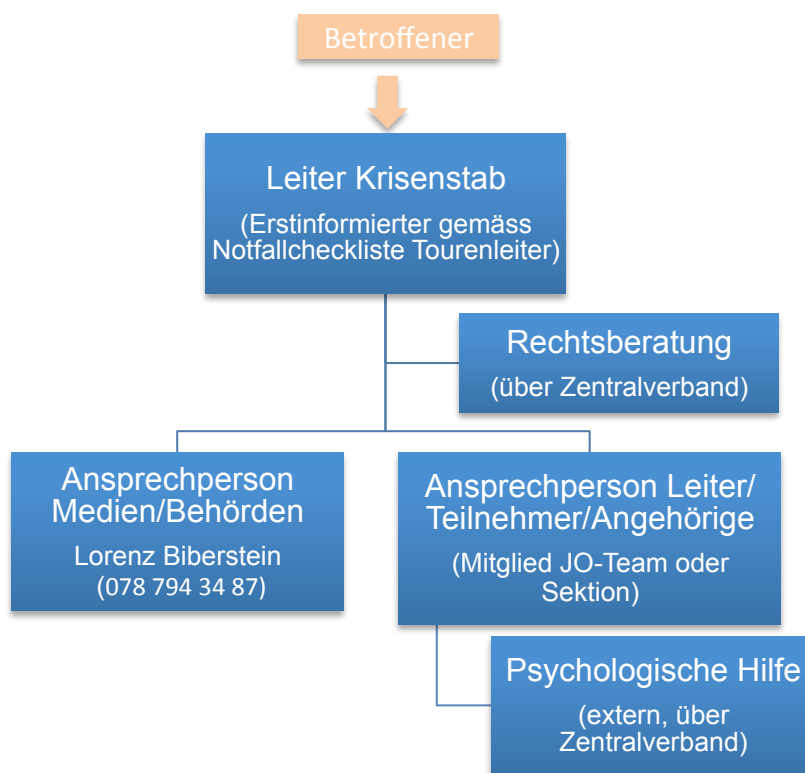 Betroffener
Leiter Krisenstab
(Erstinformierter gemäss
Notfallcheckliste Tourenleiter)
Rechtsberatung
(über Zentralverband)
Ansprechperson
Medien/Behörden
Lorenz Biberstein
(078 794 34 87)
Ansprechperson Leiter/
Teilnehmer/Angehörige
(Mitglied JO-Team oder
Sektion)
Psychologische Hilfe
(extern, über
Zentralverband)